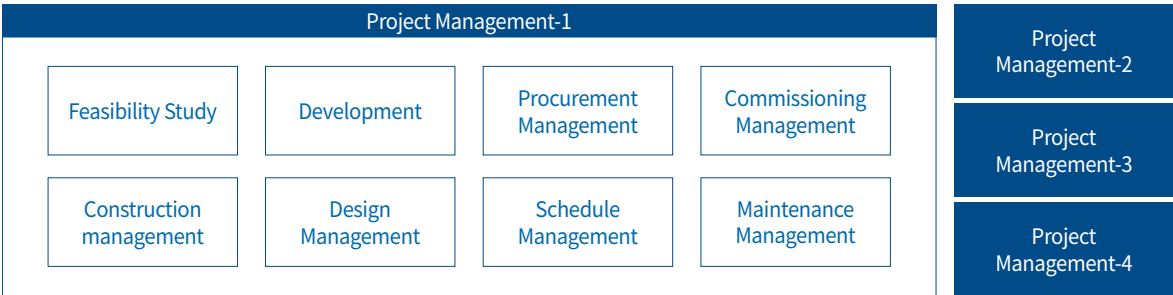 Project Management-1
Feasibility Study
Development
Procurement
Management
Commissioning
Management
Construction
management
Design
Management
Schedule
Management
Maintenance
Management
Project
Management-2
Project
Management-3
Project
Management-4